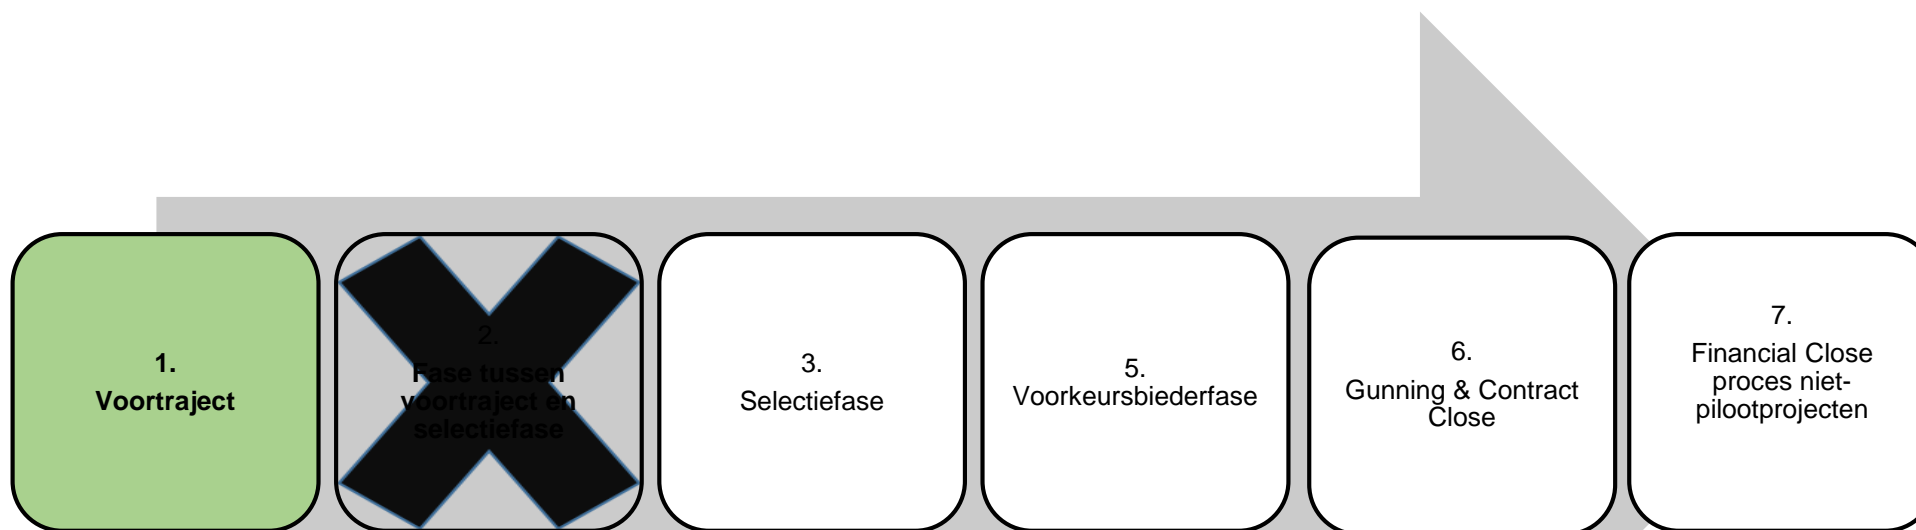 1.
Voortraject
2.
Fase tussen
voortraject en
selectiefase
3.
Selectiefase
5.
Voorkeursbiederfase
6.
Gunning & Contract
Close
7.
Financial Close
proces niet-
pilootprojecten